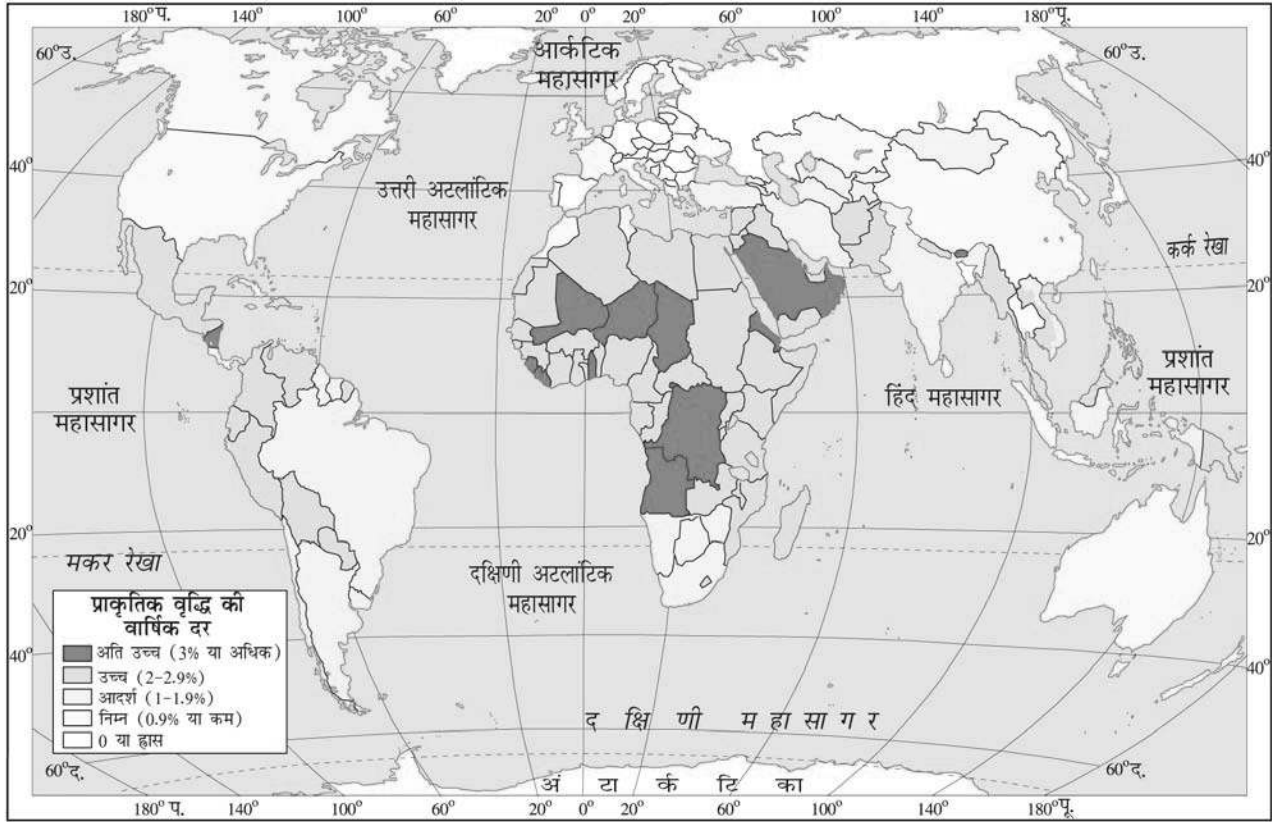 180°प. 140° 100° 60° 20° 0° 20° 60° 100° 140° 180°पू.
60°उ.
60°उ.
आर्कटिक
महासागर
40°
40°
उत्तरी अटलांटिक
महासागर
कर्क रेखा
20°
20°
प्रशांत
महासागर
हिंद महासागर
प्रशांत
महासागर
0°
0°
20°
20°
मकर रेखा
दक्षिणी अटलांटिक
महासागर
प्राकृतिक वृद्धि की
वार्षिक दर
अति उच्च (3% या अधिक)
उच्च (2-2.9%)
आदर्श (1-1.9%)
निम्न (0.9% या कम)
0 या ह्रास
40°
40°
द क्षि णी म हा सा ग र
60°द.
60°द.
अं टा र्क टि का
180°प. 140° 100° 60° 20° 0° 20° 60° 100° 140° 180°पू.